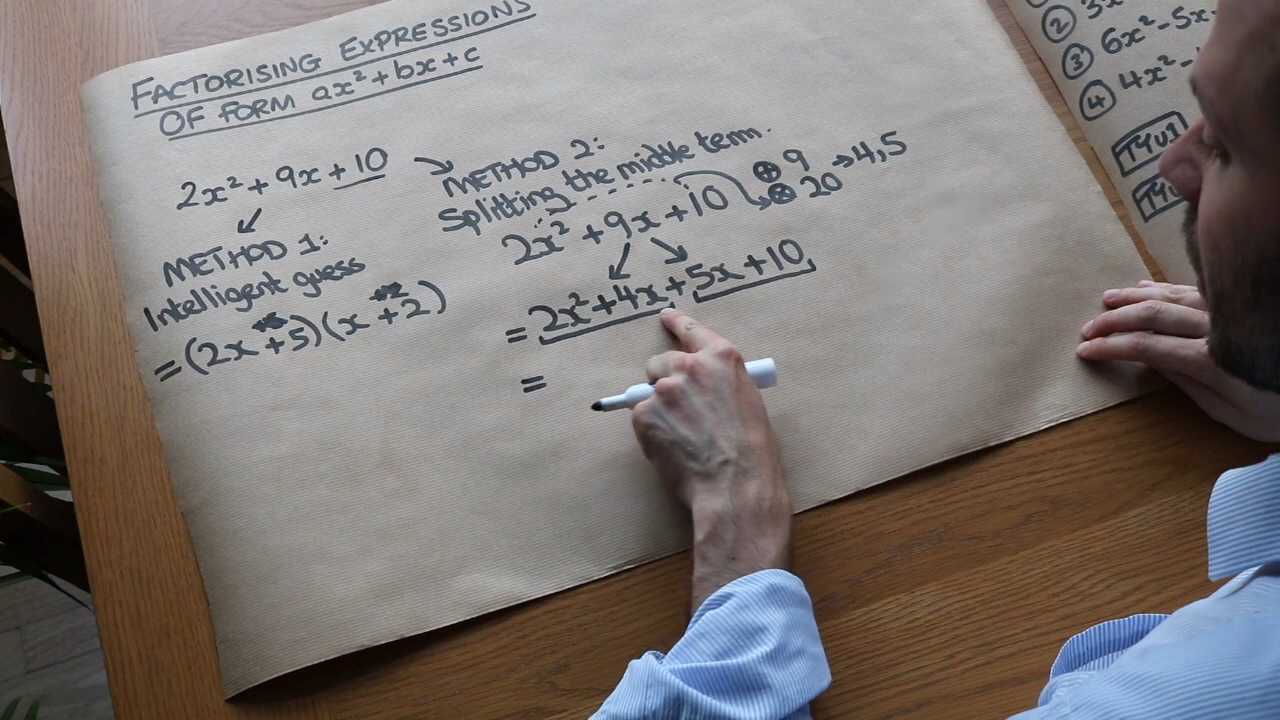 FACTORISING EXPRESSIONS
OF FORM ax² + bx + c
2x² + 9x + 10
METHOD 1:
Intelligent guess
= (2x +5)(x +2)
METHOD 2:
Splitting the middle term.
2x² + 9x + 10
⊕ 9
⊗ 20 → 4, 5
= 2x² + 4x + 5x + 10
=
②
③ 6x² - 5x
④ 4x² -